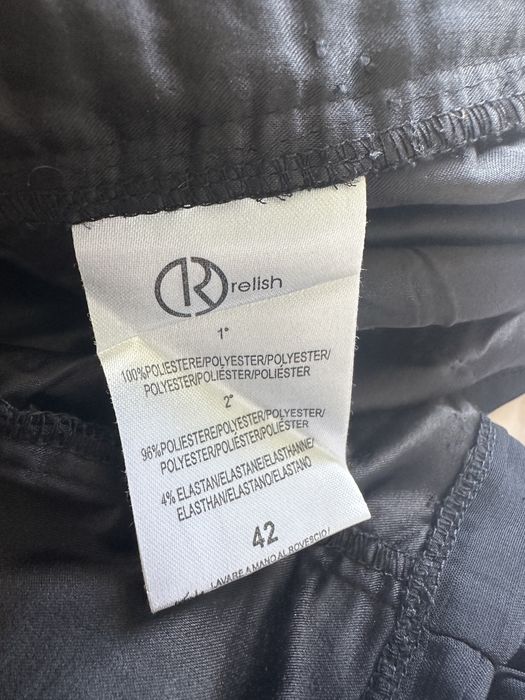 R relish
1°
100%POLIESTERE/POLYESTER/POLYESTER/
POLYESTER/POLIÉSTER/POLIÉSTER
2°
96%POLIESTERE/POLYESTER/POLYESTER/
POLYESTER/POLIÉSTER/POLIÉSTER
4% ELASTAN/ELASTANE/ELASTHANNE/
ELASTHAN/ELASTANO/ELASTANO
42
LAVARE A MANO AL ROVESCIO/